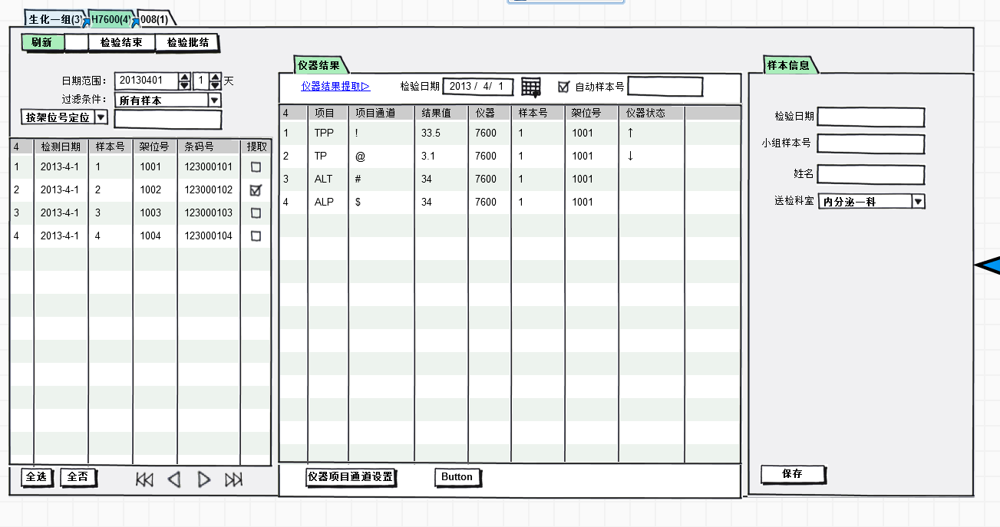 生化一组(3) H7600(4) 008(1)
刷新 检验结束 检验批结
日期范围: 20130401 1 天
过滤条件: 所有样本
按架位号定位
4 检测日期 样本号 架位号 条码号 提取
1 2013-4-1 1 1001 123000101
2 2013-4-1 2 1002 123000102
3 2013-4-1 3 1003 123000103
4 2013-4-1 4 1004 123000104
全选 全否
仪器结果
仪器结果提取▷ 检验日期 2013 / 4/ 1 自动样本号
4 项目 项目通道 结果值 仪器 样本号 架位号 仪器状态
1 TPP ! 33.5 7600 1 1001 ↑
2 TP @ 3.1 7600 1 1001 ↓
3 ALT # 34 7600 1 1001
4 ALP $ 34 7600 1 1001
仪器项目通道设置 Button
样本信息
检验日期
小组样本号
姓名
送检科室 内分泌一科
保存